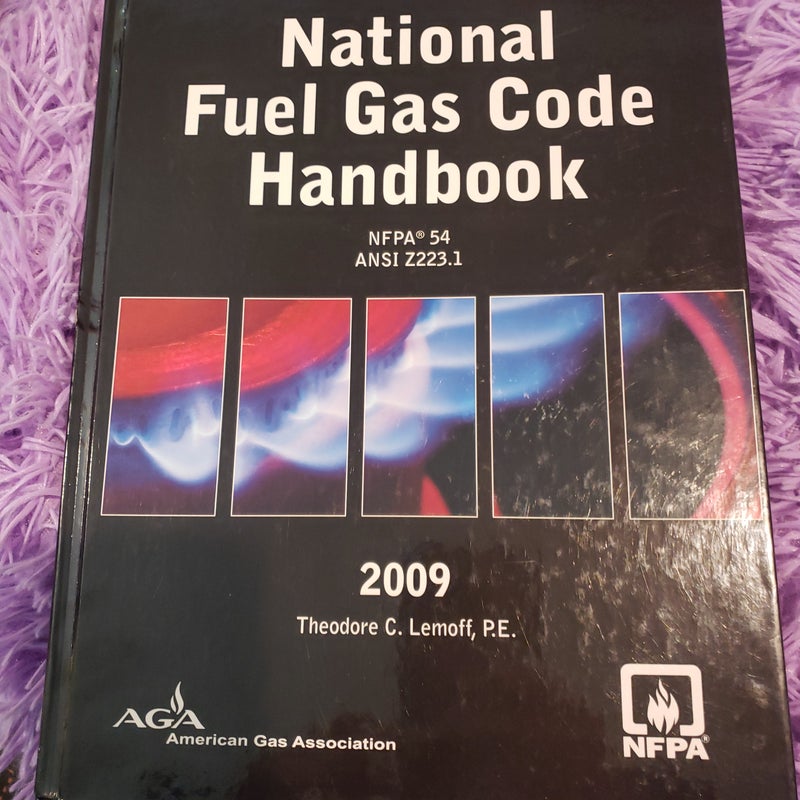 National
Fuel Gas Code
Handbook
NFPA® 54
ANSI Z223.1
2009
Theodore C. Lemoff, P.E.
AGA
American Gas Association
NFPA®